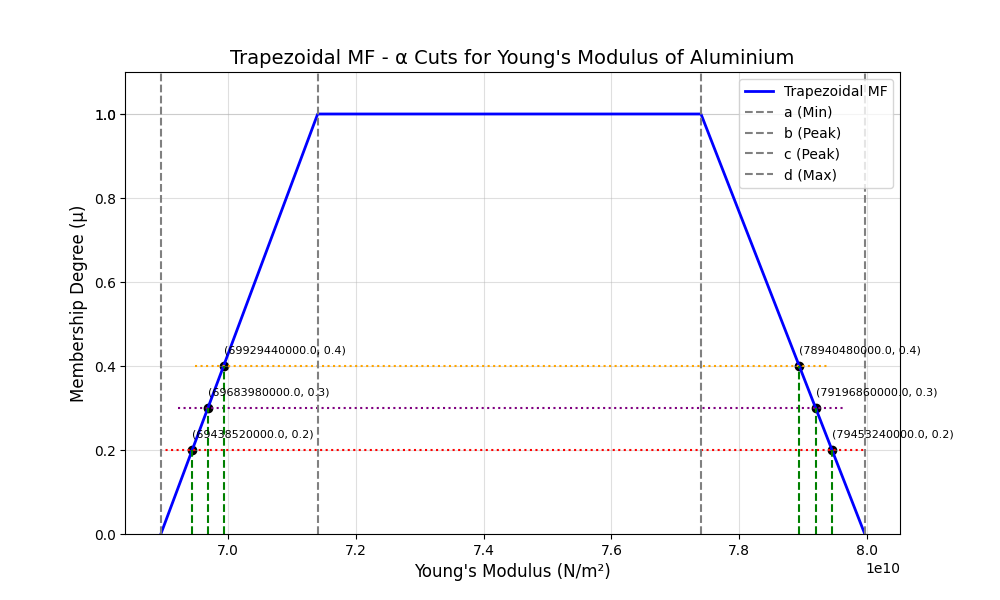 Trapezoidal MF - α Cuts for Young's Modulus of Aluminium
Trapezoidal MF
a (Min)
b (Peak)
c (Peak)
d (Max)
Membership Degree (μ)
1.0
0.8
0.6
0.4
0.2
0.0
(69929440000.0, 0.4)
(78940480000.0, 0.4)
(69683980000.0, 0.3)
(79196860000.0, 0.3)
(69438520000.0, 0.2)
(79453240000.0, 0.2)
7.0
7.2
7.4
7.6
7.8
8.0
1e10
Young's Modulus (N/m²)